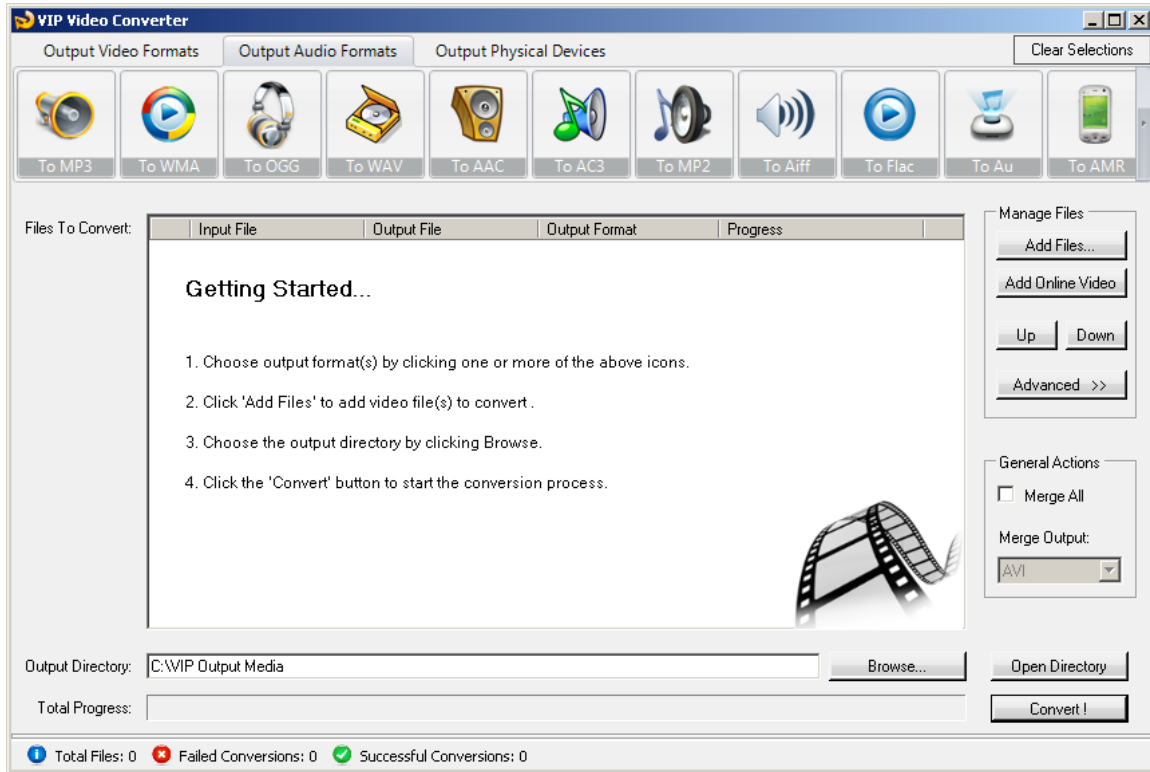 VIP Video Converter
Output Video Formats Output Audio Formats Output Physical Devices Clear Selections
To MP3 To WMA To OGG To WAV To AAC To AC3 To MP2 To Aiff To Flac To Au To AMR
Files To Convert:
Input File Output File Output Format Progress
Getting Started...
1. Choose output format(s) by clicking one or more of the above icons.
2. Click 'Add Files' to add video file(s) to convert .
3. Choose the output directory by clicking Browse.
4. Click the 'Convert' button to start the conversion process.
Manage Files
Add Files...
Add Online Video
Up Down
Advanced >>
General Actions
Merge All
Merge Output:
AVI
Output Directory: C:\VIP Output Media Browse... Open Directory
Total Progress: Convert !
Total Files: 0 Failed Conversions: 0 Successful Conversions: 0